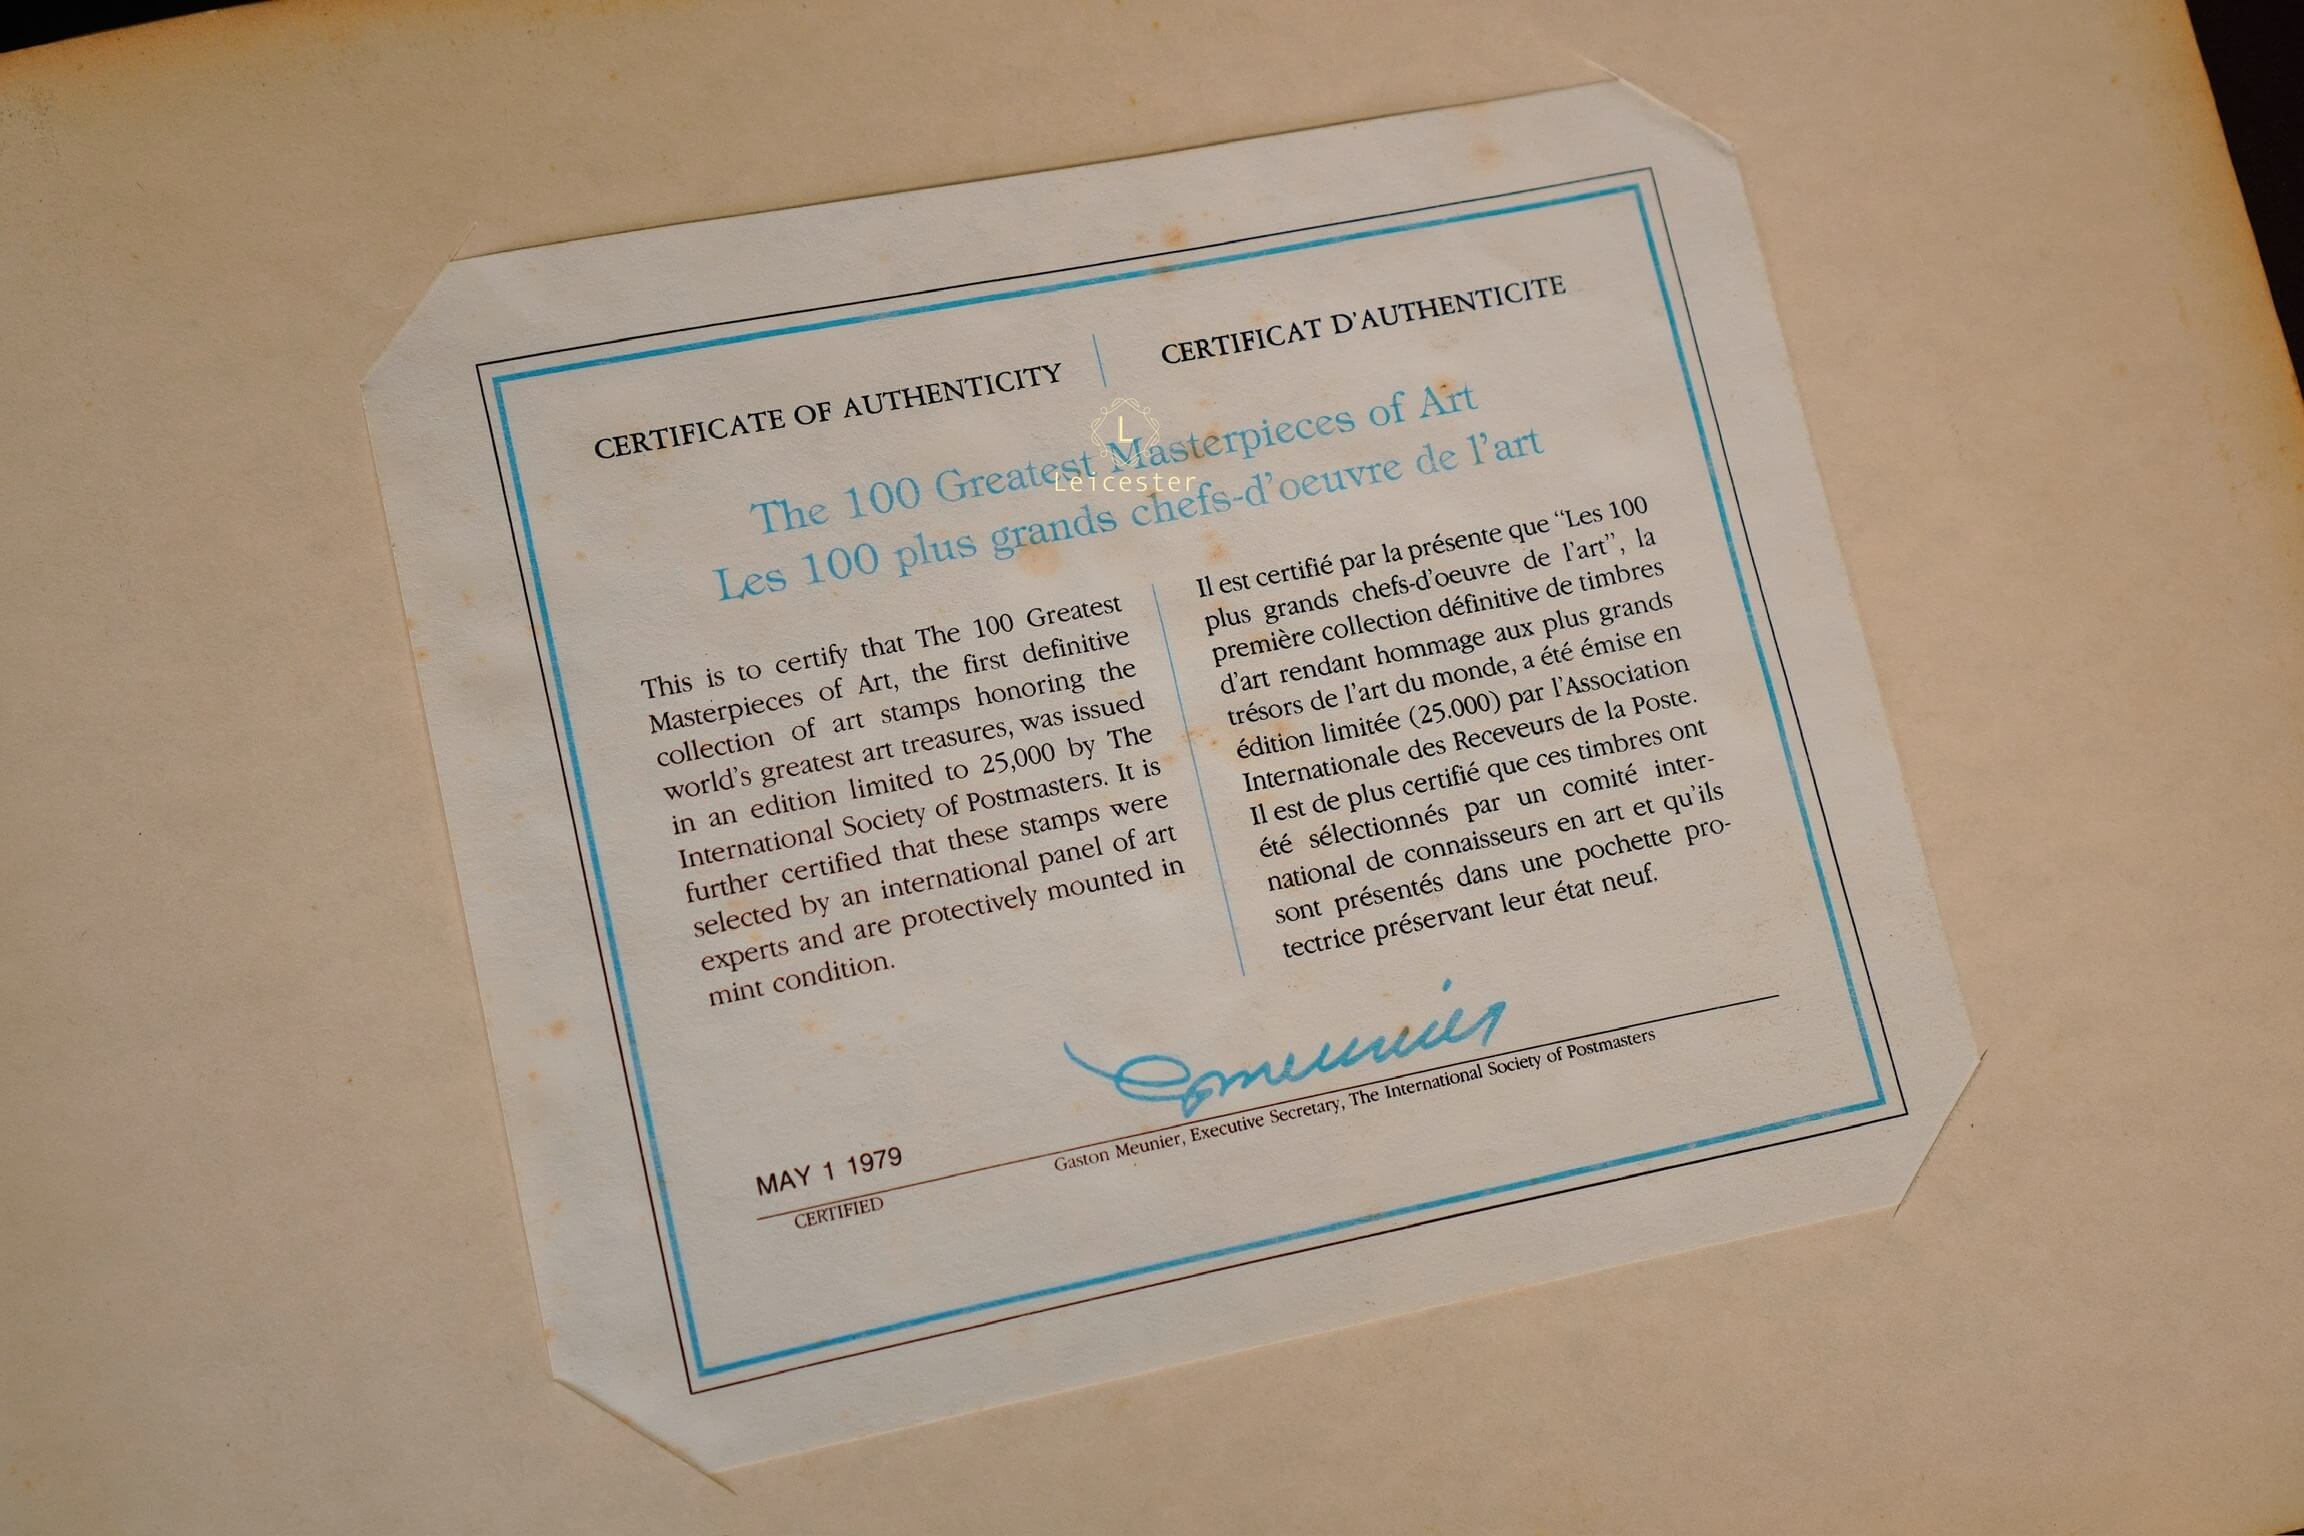 CERTIFICATE OF AUTHENTICITY
CERTIFICAT D'AUTHENTICITE
The 100 Greatest Masterpieces of Art
Les 100 plus grands chefs-d'oeuvre de l'art
L
Leicester
This is to certify that The 100 Greatest
Masterpieces of Art, the first definitive
collection of art stamps honoring the
world's greatest art treasures, was issued
in an edition limited to 25,000 by The
International Society of Postmasters. It is
further certified that these stamps were
selected by an international panel of art
experts and are protectively mounted in
mint condition.
Il est certifié par la présente que “Les 100
plus grands chefs-d'oeuvre de l'art”, la
première collection définitive de timbres
d'art rendant hommage aux plus grands
trésors de l'art du monde, a été émise en
édition limitée (25.000) par l'Association
Internationale des Receveurs de la Poste.
Il est de plus certifié que ces timbres ont
été sélectionnés par un comité inter-
national de connaisseurs en art et qu'ils
sont présentés dans une pochette pro-
tectrice préservant leur état neuf.
GMeunier
Gaston Meunier, Executive Secretary, The International Society of Postmasters
MAY 1 1979
CERTIFIED